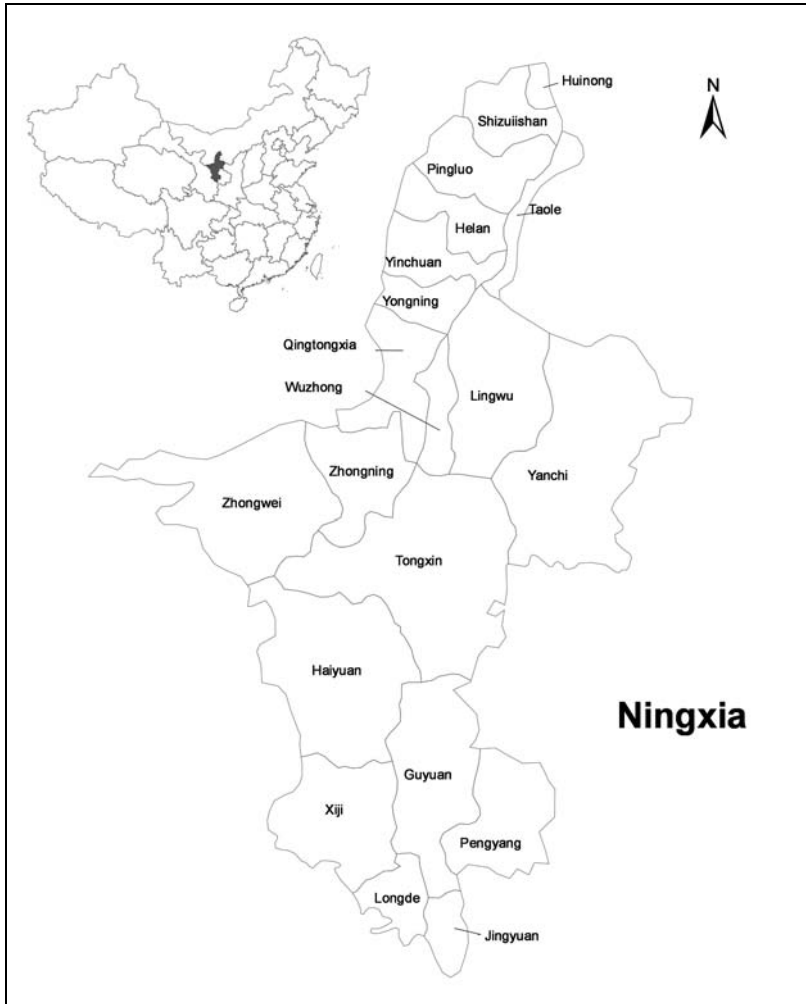 N
Huinong
Shizuiishan
Pingluo
Taole
Helan
Yinchuan
Yongning
Qingtongxia
Wuzhong
Lingwu
Zhongning
Yanchi
Zhongwei
Tongxin
Haiyuan
Ningxia
Guyuan
Xiji
Pengyang
Longde
Jingyuan